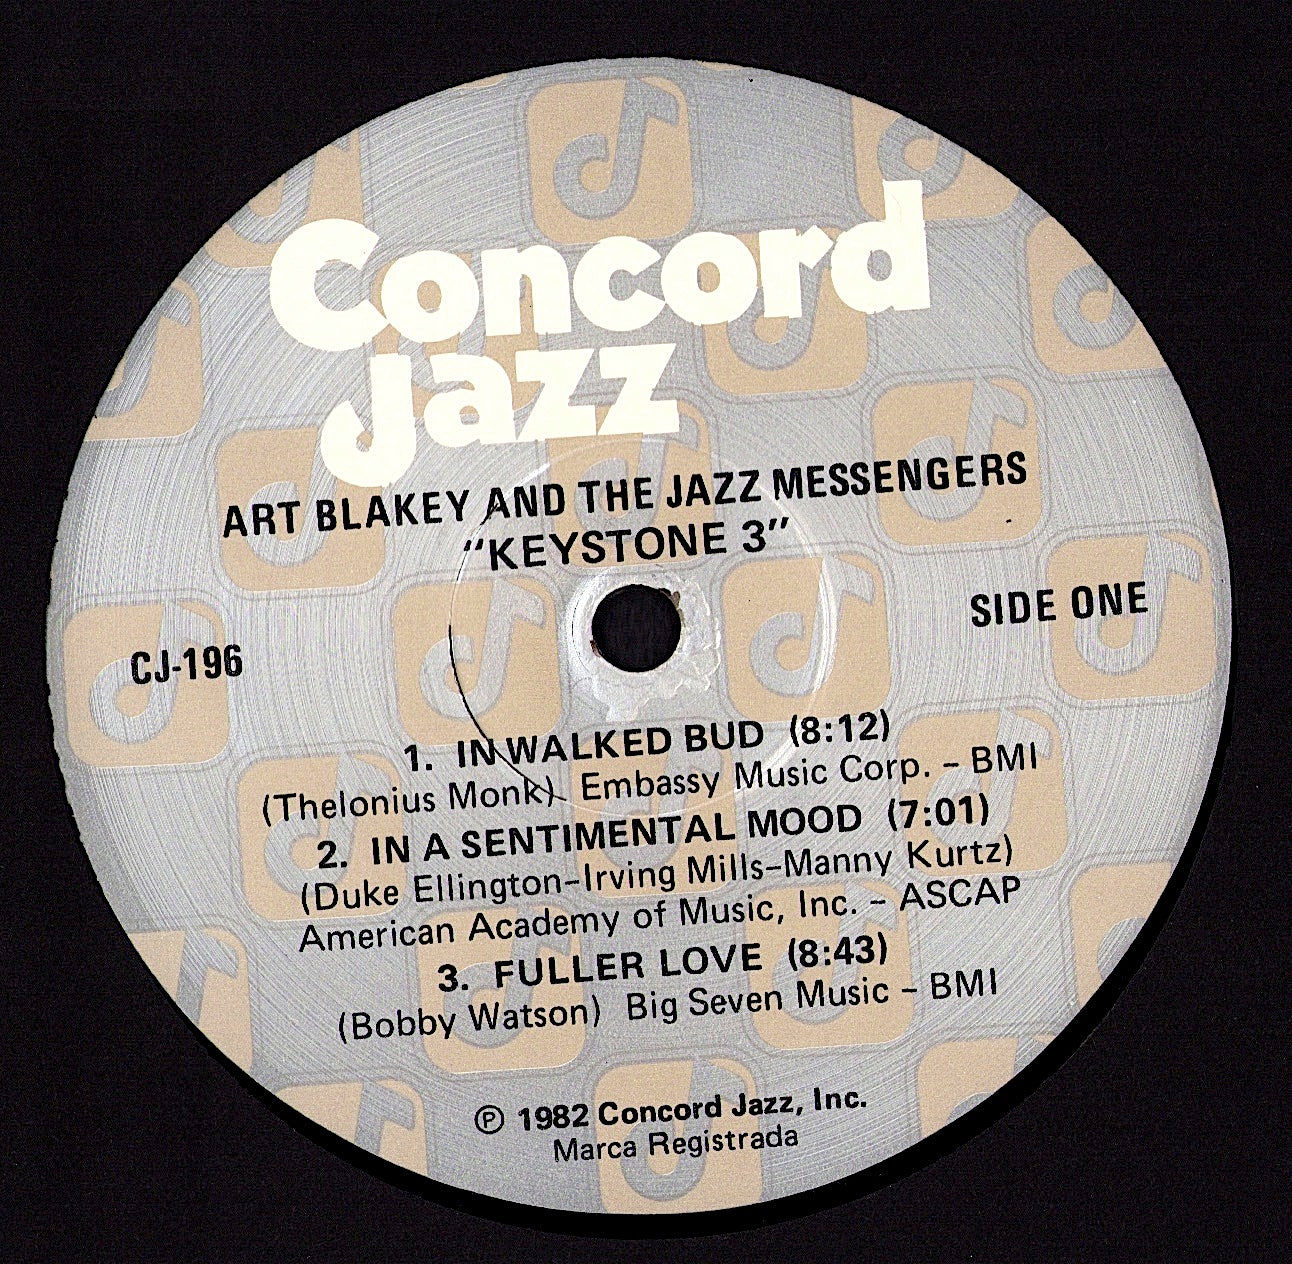 Concord
Jazz
ART BLAKEY AND THE JAZZ MESSENGERS
"KEYSTONE 3"
SIDE ONE
CJ-196
1. IN WALKED BUD (8:12)
(Thelonius Monk) Embassy Music Corp. – BMI
2. IN A SENTIMENTAL MOOD (7:01)
(Duke Ellington–Irving Mills–Manny Kurtz)
American Academy of Music, Inc. – ASCAP
3. FULLER LOVE (8:43)
(Bobby Watson) Big Seven Music – BMI
℗ 1982 Concord Jazz, Inc.
Marca Registrada